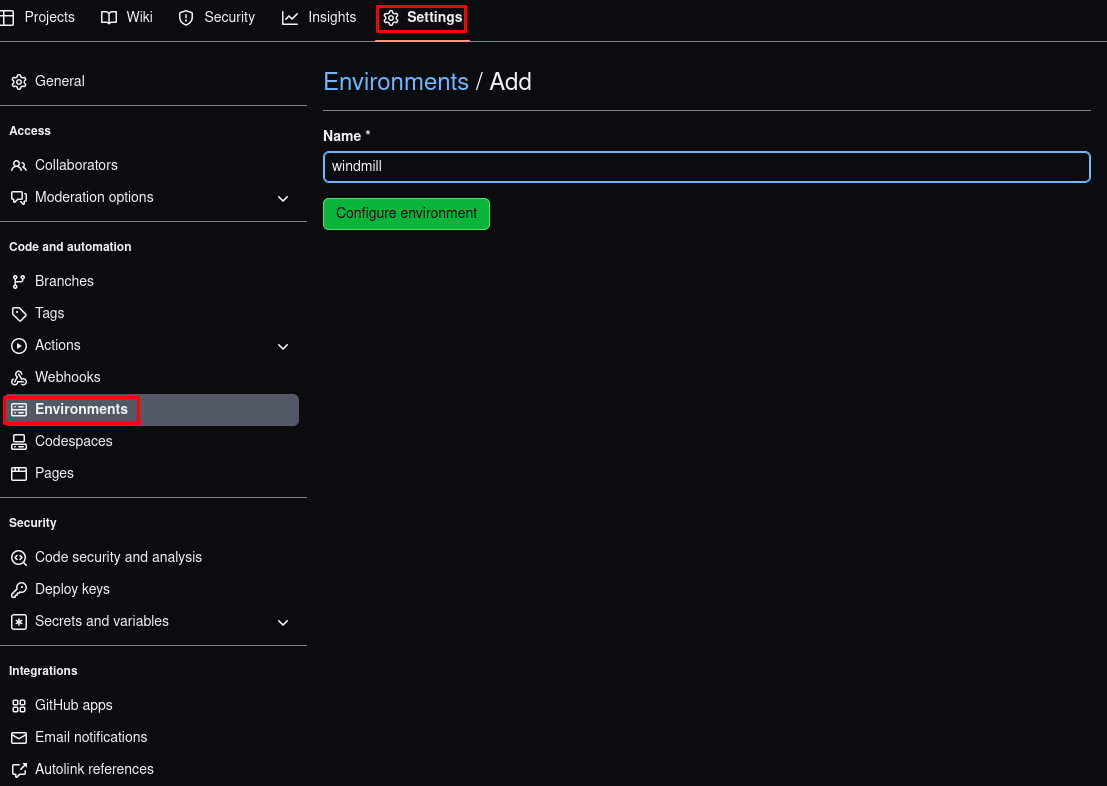 Projects Wiki Security Insights Settings
General
Access
Collaborators
Moderation options
Code and automation
Branches
Tags
Actions
Webhooks
Environments
Codespaces
Pages
Security
Code security and analysis
Deploy keys
Secrets and variables
Integrations
GitHub apps
Email notifications
Autolink references
Environments / Add
Name *
windmill
Configure environment